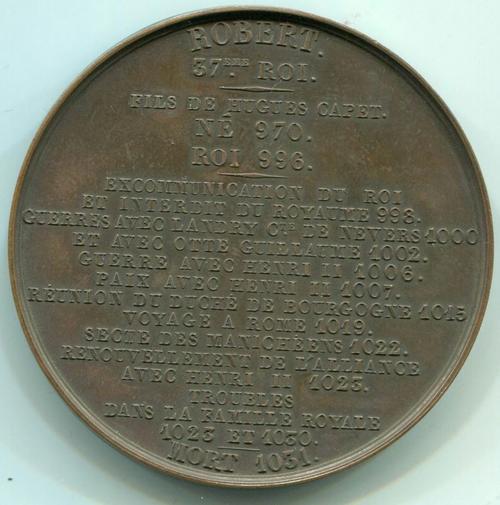 ROBERT.
37EME. ROI.
FILS DE HUGUES CAPET.
NÉ 970.
ROI 996.
EXCOMMUNICATION DU ROI
ET INTERDIT DU ROYAUME 998.
GUERRES AVEC LANDRY CTE DE NEVERS 1000
ET AVEC OTTE GUILLAUME 1002.
GUERRE AVEC HENRI II 1006.
PAIX AVEC HENRI II 1007.
RÉUNION DU DUCHÉ DE BOURGOGNE 1015
VOYAGE A ROME 1019.
SECTE DES MANICHÉENS 1022.
RENOUVELLEMENT DE L'ALLIANCE
AVEC HENRI II 1023.
TROUBLES
DANS LA FAMILLE ROYALE
1023 ET 1030.
MORT 1031.